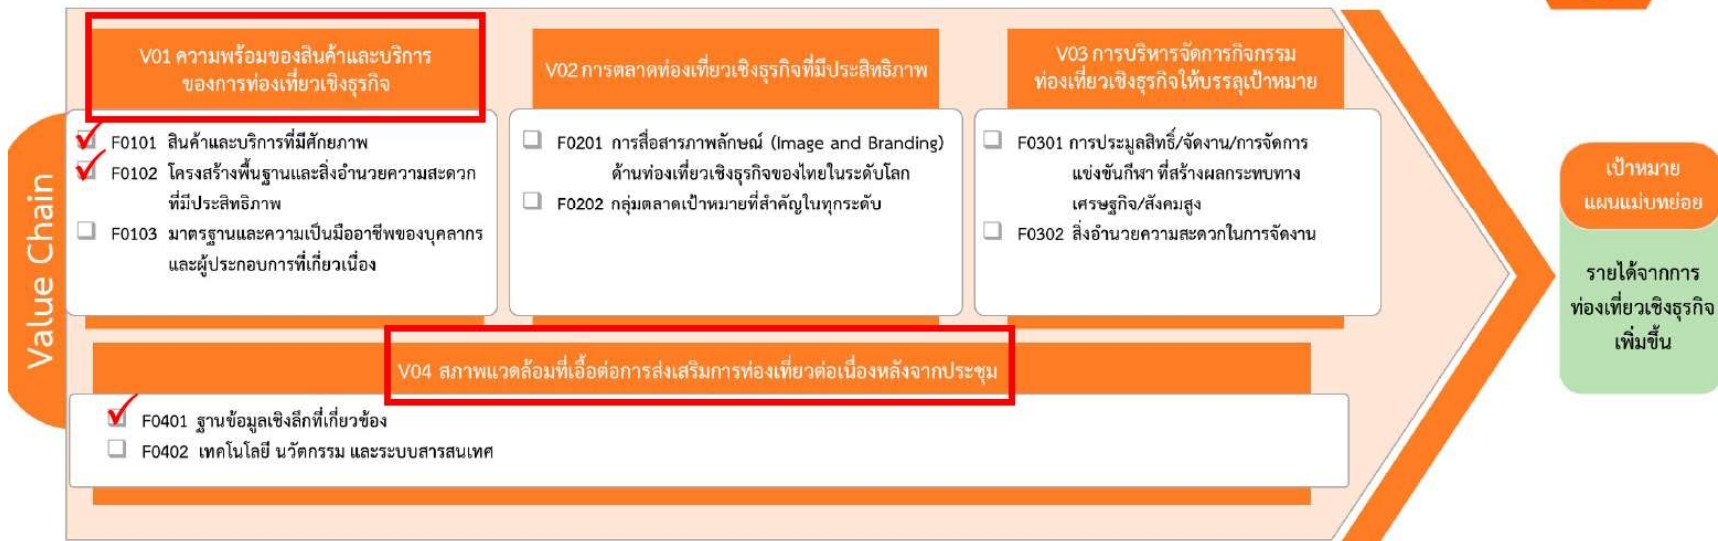 Value Chain
V01 ความพร้อมของสินค้าและบริการ
ของการท่องเที่ยวเชิงธุรกิจ
F0101 สินค้าและบริการที่มีศักยภาพ
F0102 โครงสร้างพื้นฐานและสิ่งอำนวยความสะดวก
ที่มีประสิทธิภาพ
F0103 มาตรฐานและความเป็นมืออาชีพของบุคลากร
และผู้ประกอบการที่เกี่ยวเนื่อง
V02 การตลาดท่องเที่ยวเชิงธุรกิจที่มีประสิทธิภาพ
F0201 การสื่อสารภาพลักษณ์ (Image and Branding)
ด้านท่องเที่ยวเชิงธุรกิจของไทยในระดับโลก
F0202 กลุ่มตลาดเป้าหมายที่สำคัญในทุกระดับ
V03 การบริหารจัดการกิจกรรม
ท่องเที่ยวเชิงธุรกิจให้บรรลุเป้าหมาย
F0301 การประมูลสิทธิ์/จัดงาน/การจัดการ
แข่งขันกีฬา ที่สร้างผลกระทบทาง
เศรษฐกิจ/สังคมสูง
F0302 สิ่งอำนวยความสะดวกในการจัดงาน
V04 สภาพแวดล้อมที่เอื้อต่อการส่งเสริมการท่องเที่ยวต่อเนื่องหลังจากประชุม
F0401 ฐานข้อมูลเชิงลึกที่เกี่ยวข้อง
F0402 เทคโนโลยี นวัตกรรม และระบบสารสนเทศ
เป้าหมาย
แผนแม่บทย่อย
รายได้จากการ
ท่องเที่ยวเชิงธุรกิจ
เพิ่มขึ้น